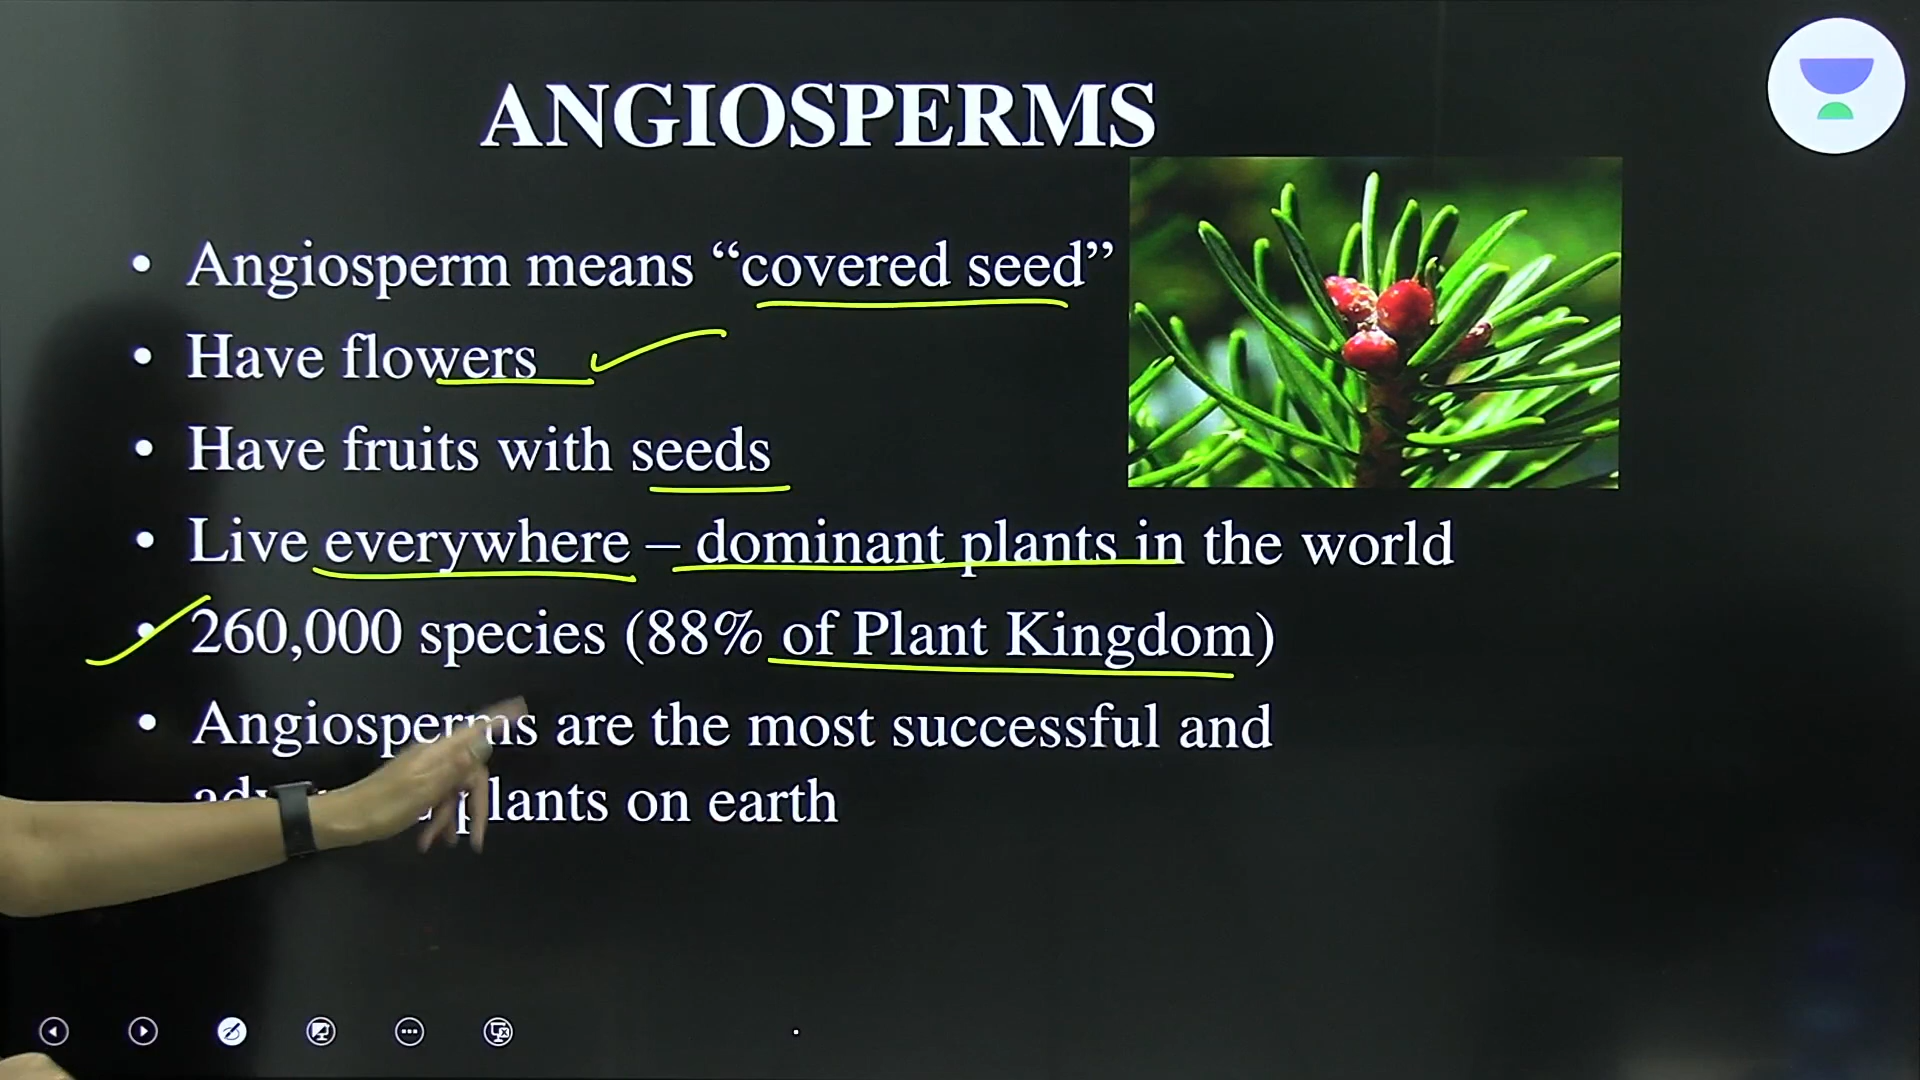 ANGIOSPERMS
• Angiosperm means “covered seed”
• Have flowers
• Have fruits with seeds
• Live everywhere – dominant plants in the world
• 260,000 species (88% of Plant Kingdom)
• Angiosperms are the most successful and
plants on earth